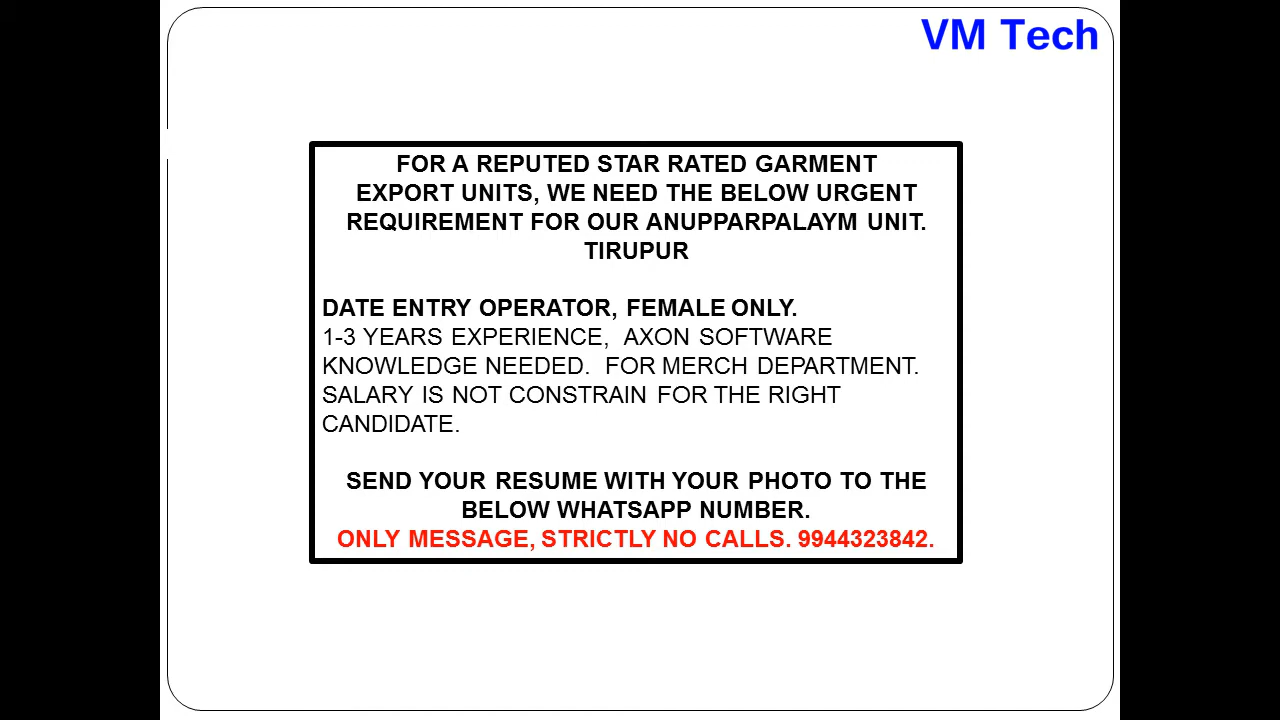 VM Tech
FOR A REPUTED STAR RATED GARMENT
EXPORT UNITS, WE NEED THE BELOW URGENT
REQUIREMENT FOR OUR ANUPPARPALAYM UNIT.
TIRUPUR
DATE ENTRY OPERATOR, FEMALE ONLY.
1-3 YEARS EXPERIENCE, AXON SOFTWARE
KNOWLEDGE NEEDED. FOR MERCH DEPARTMENT.
SALARY IS NOT CONSTRAIN FOR THE RIGHT
CANDIDATE.
SEND YOUR RESUME WITH YOUR PHOTO TO THE
BELOW WHATSAPP NUMBER.
ONLY MESSAGE, STRICTLY NO CALLS. 9944323842.